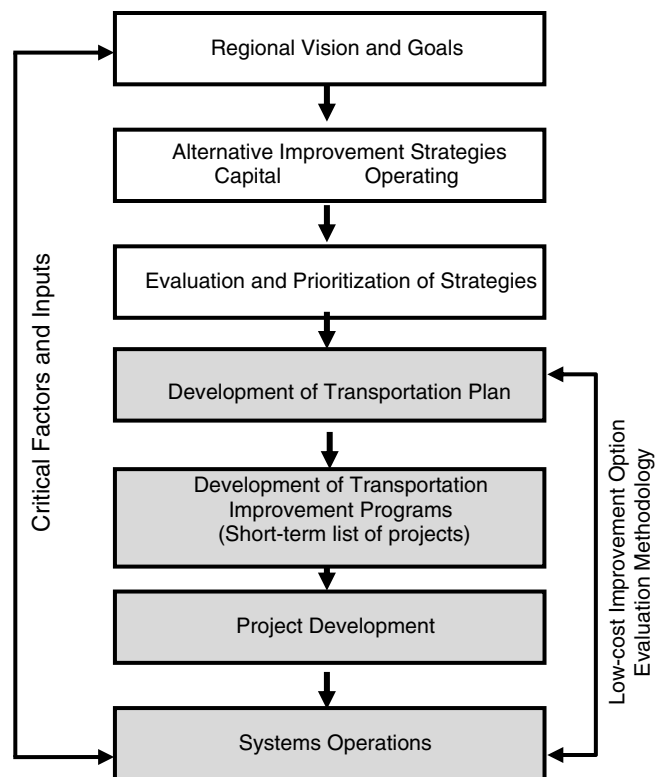 Regional Vision and Goals
Alternative Improvement Strategies
Capital Operating
Evaluation and Prioritization of Strategies
Development of Transportation Plan
Development of Transportation
Improvement Programs
(Short-term list of projects)
Project Development
Systems Operations
Critical Factors and Inputs
Low-cost Improvement Option
Evaluation Methodology